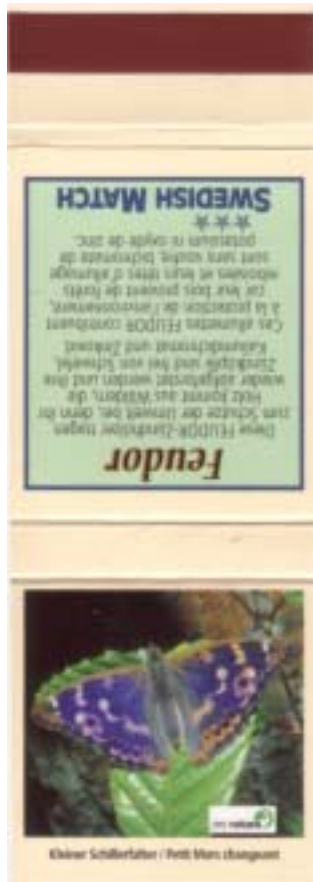 Feudor
Diese FEUDOR-Zündhölzer tragen
zum Schutze der Umwelt bei, denn ihr
Holz kommt aus Wäldern, die
wieder aufgeforstet werden und ihre
Zündköpfe sind frei von Schwefel,
Kaliumdichromat und Zinkoxid.
Ces allumettes FEUDOR contribuent
à la protection de l'environnement,
car leur bois provient de forêts
reboisées et leurs têtes d'allumage
sont sans soufre, bichromate de
potassium ni oxyde de zinc.
SWEDISH MATCH
pro natura
Kleiner Schillerfalter / Petit Mars changeant